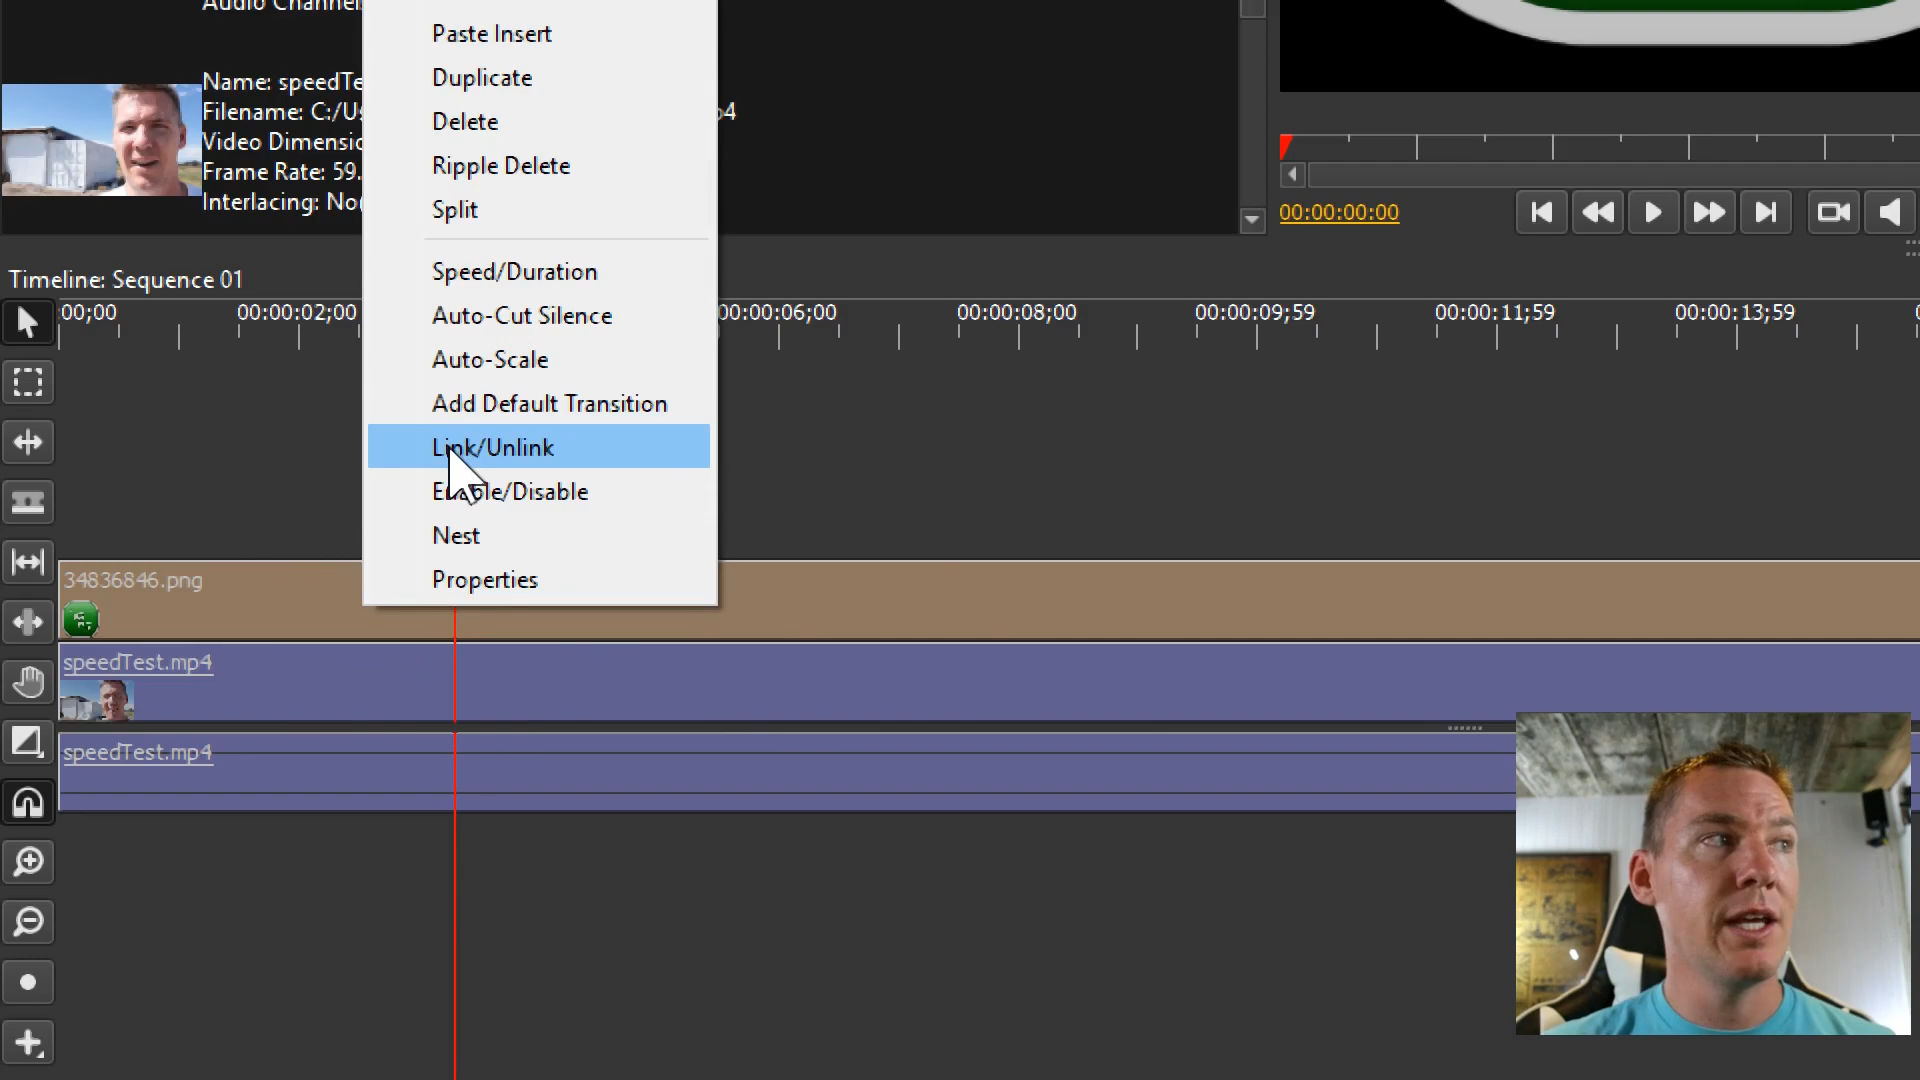 Audio Channel
Name: speedTe
Filename: C:/Us
p4
Video Dimensio
Frame Rate: 59.
Interlacing: No
Paste Insert
Duplicate
Delete
Ripple Delete
Split
Speed/Duration
Auto-Cut Silence
Auto-Scale
Add Default Transition
Link/Unlink
Enable/Disable
Nest
Properties
00:00:00:00
Timeline: Sequence 01
:00;00 00:00:02;00 00:00:06;00 00:00:08;00 00:00:09;59 00:00:11;59 00:00:13;59
34836846.png
speedTest.mp4
speedTest.mp4